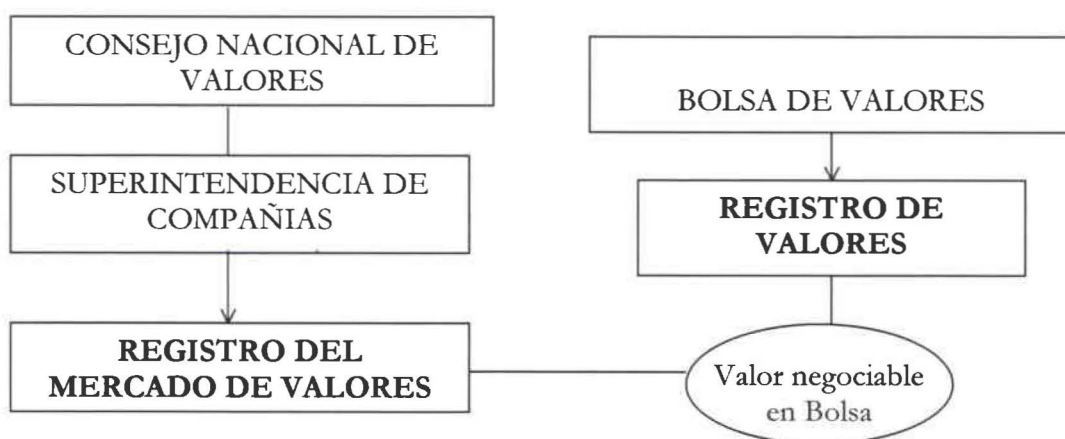 CONSEJO NACIONAL DE
VALORES
SUPERINTENDENCIA DE
COMPAÑIAS
REGISTRO DEL
MERCADO DE VALORES
BOLSA DE VALORES
REGISTRO DE
VALORES
Valor negociable
en Bolsa